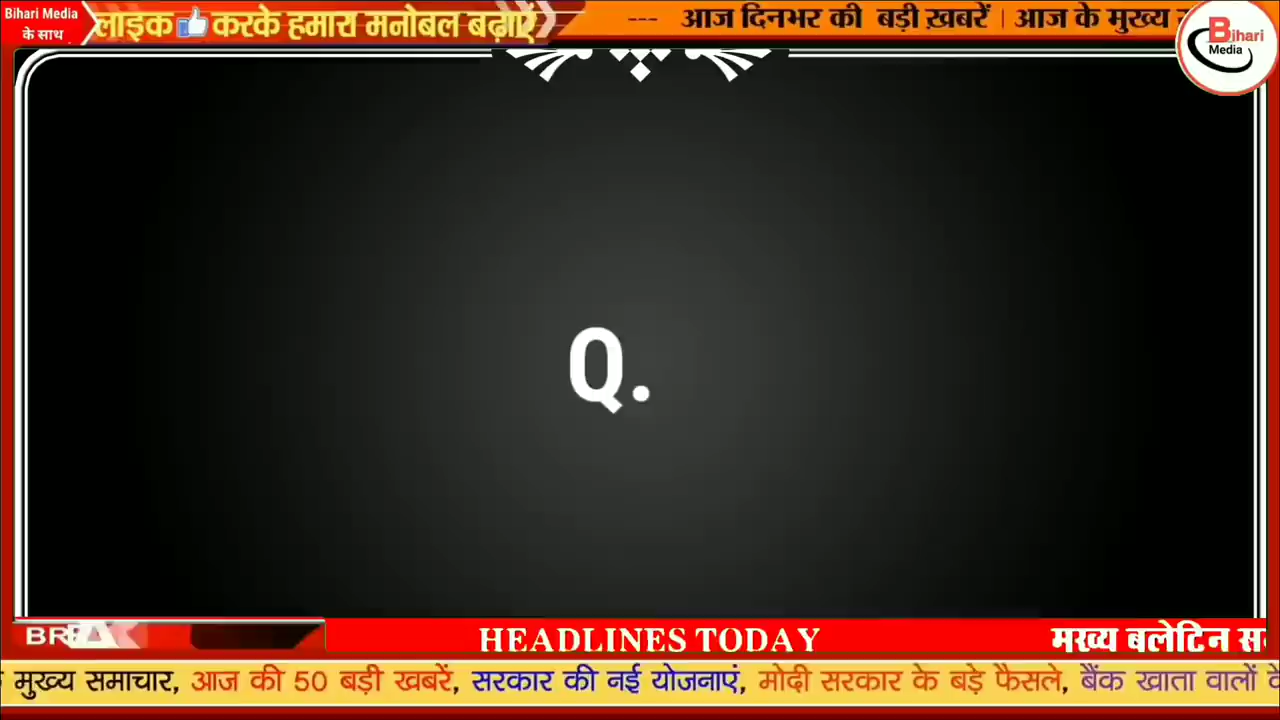 Bihari Media
के साथ
लाइक करके हमारा मनोबल बढ़ाएं
--- आज दिनभर की बड़ी ख़बरें | आज के मुख्य
Bihari
Media
Q.
HEADLINES TODAY
मख्य बलेटिन
मुख्य समाचार, आज की 50 बड़ी खबरें, सरकार की नई योजनाएं, मोदी सरकार के बड़े फैसले, बैंक खाता वालों